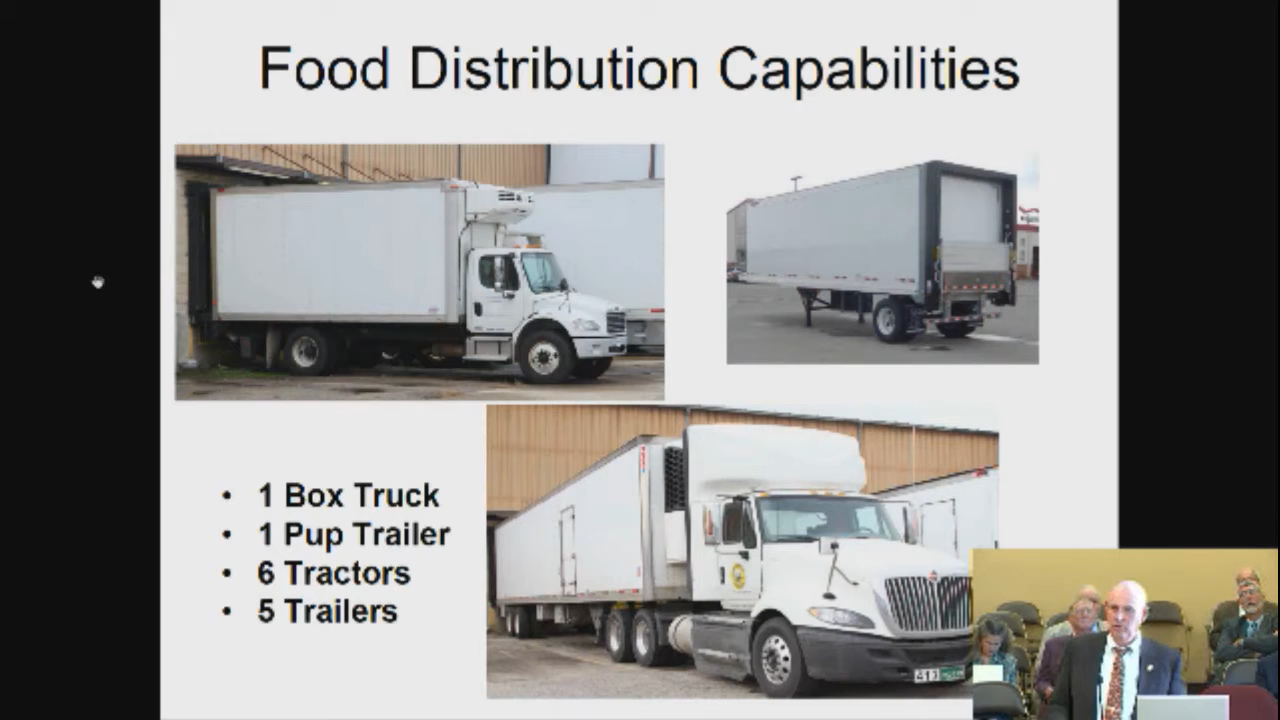 Food Distribution Capabilities
• 1 Box Truck
• 1 Pup Trailer
• 6 Tractors
• 5 Trailers